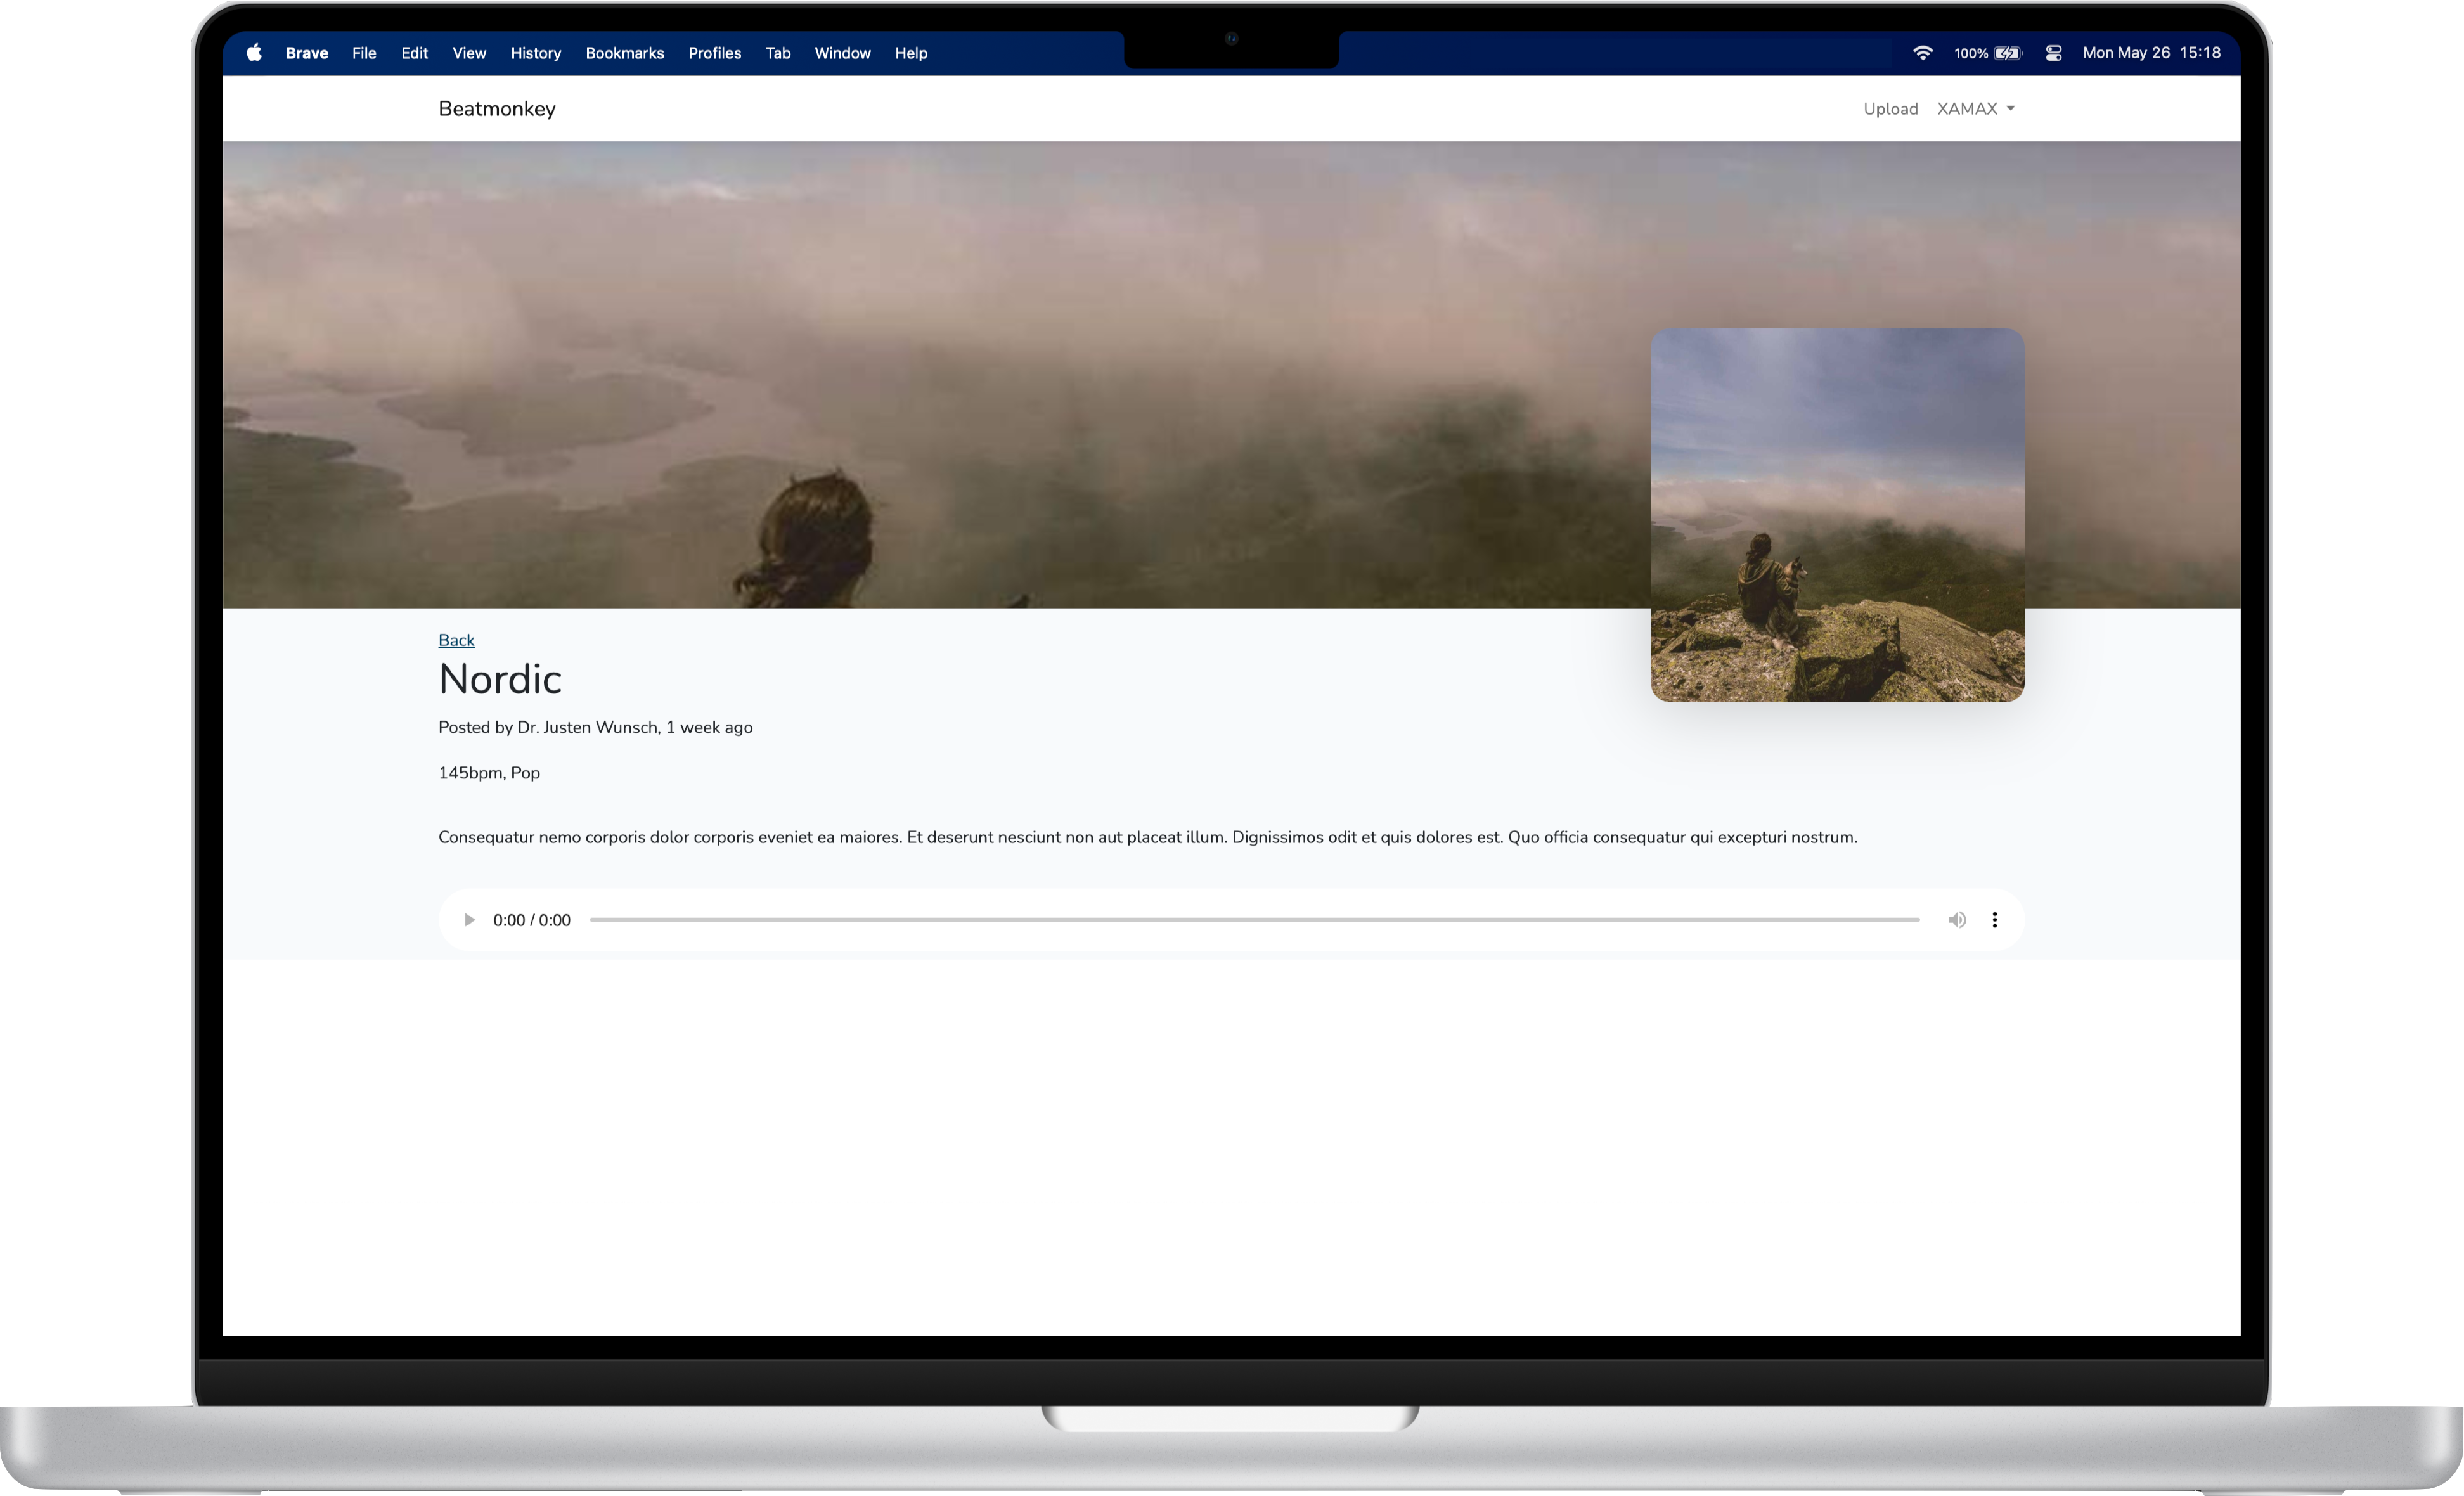 Brave File Edit View History Bookmarks Profiles Tab Window Help 100% Mon May 26 15:18
Beatmonkey Upload XAMAX
Back
Nordic
Posted by Dr. Justen Wunsch, 1 week ago
145bpm, Pop
Consequatur nemo corporis dolor corporis eveniet ea maiores. Et deserunt nesciunt non aut placeat illum. Dignissimos odit et quis dolores est. Quo officia consequatur qui excepturi nostrum.
0:00 / 0:00